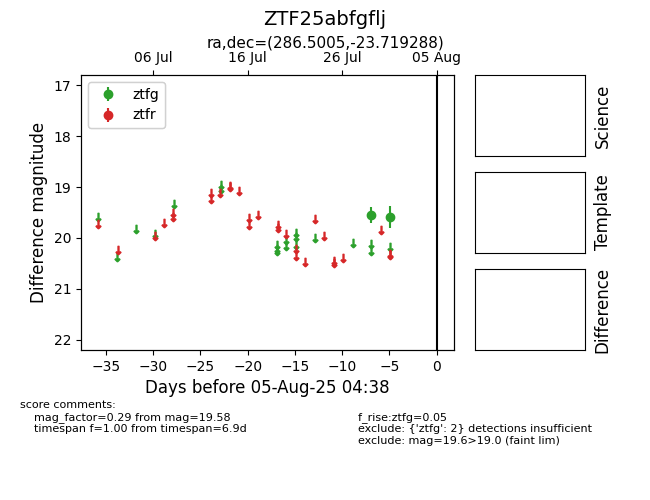 ZTF25abfgflj
ra,dec=(286.5005,-23.719288)
06 Jul 16 Jul 26 Jul 05 Aug
ztfg
ztfr
17
18
19
20
21
22
Difference magnitude
−35 −30 −25 −20 −15 −10 −5 0
Days before 05-Aug-25 04:38
Science
Template
Difference
score comments:
mag_factor=0.29 from mag=19.58
timespan f=1.00 from timespan=6.9d
f_rise:ztfg=0.05
exclude: {'ztfg': 2} detections insufficient
exclude: mag=19.6>19.0 (faint lim)